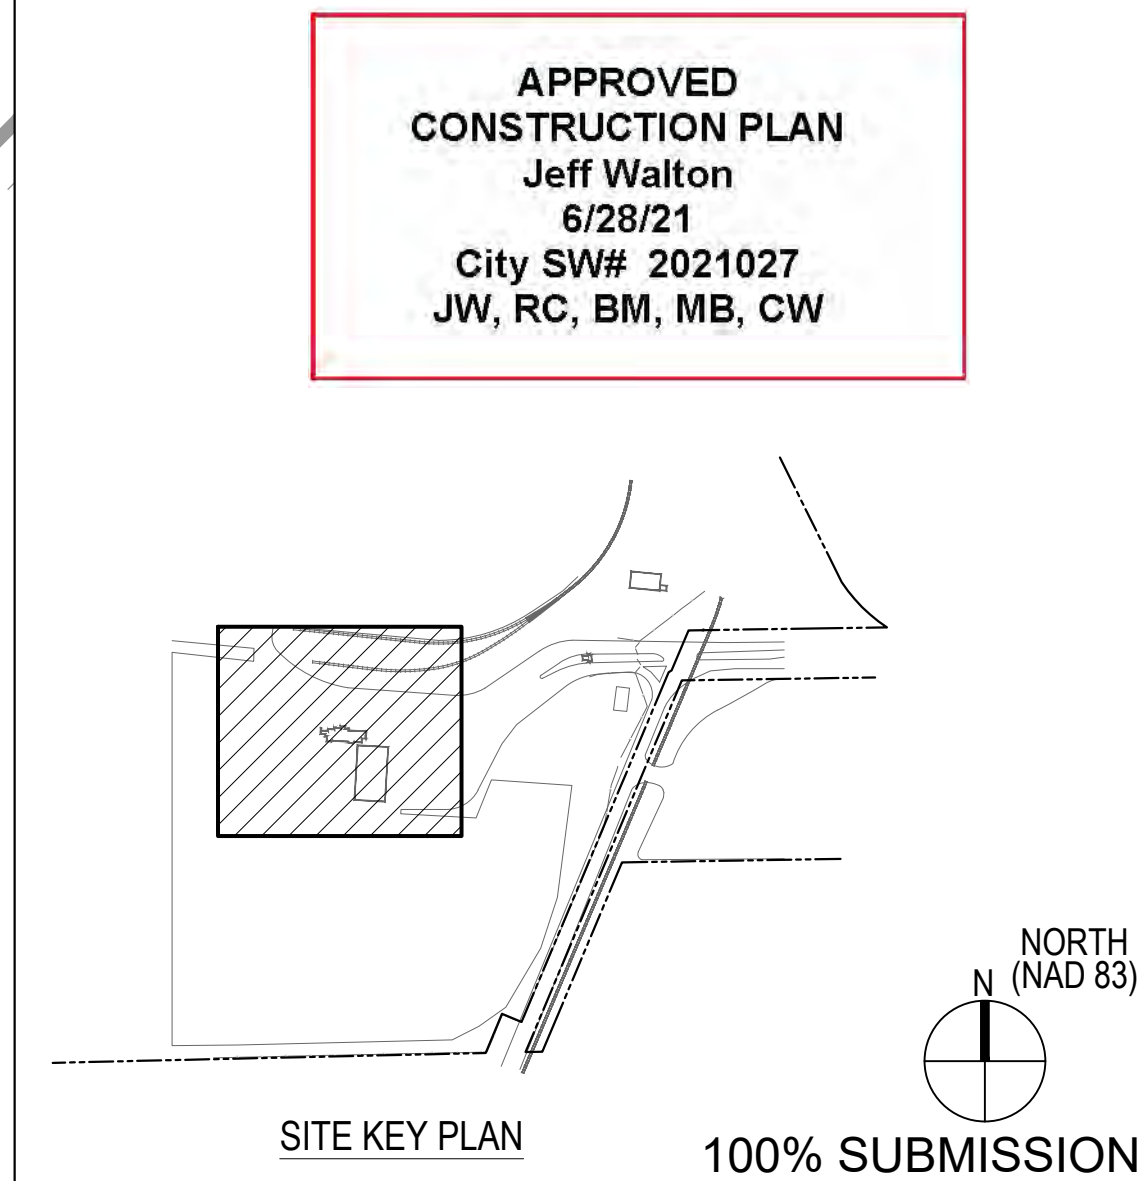 APPROVED
CONSTRUCTION PLAN
Jeff Walton
6/28/21
City SW# 2021027
JW, RC, BM, MB, CW
NORTH
(NAD 83)
N
SITE KEY PLAN
100% SUBMISSION